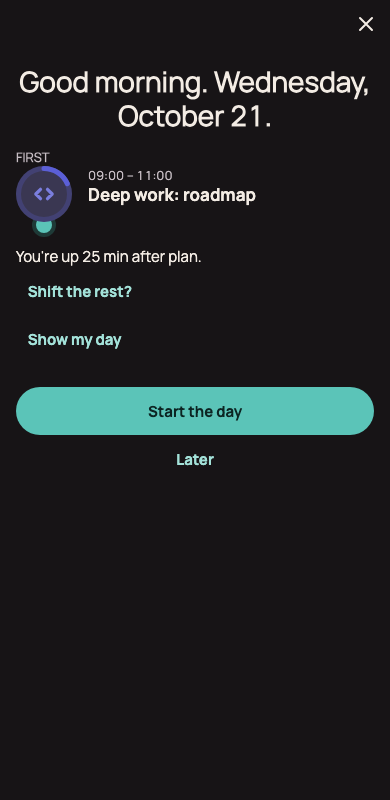 Good morning. Wednesday,
October 21.
FIRST
09:00 – 11:00
Deep work: roadmap
You're up 25 min after plan.
Shift the rest?
Show my day
Start the day
Later